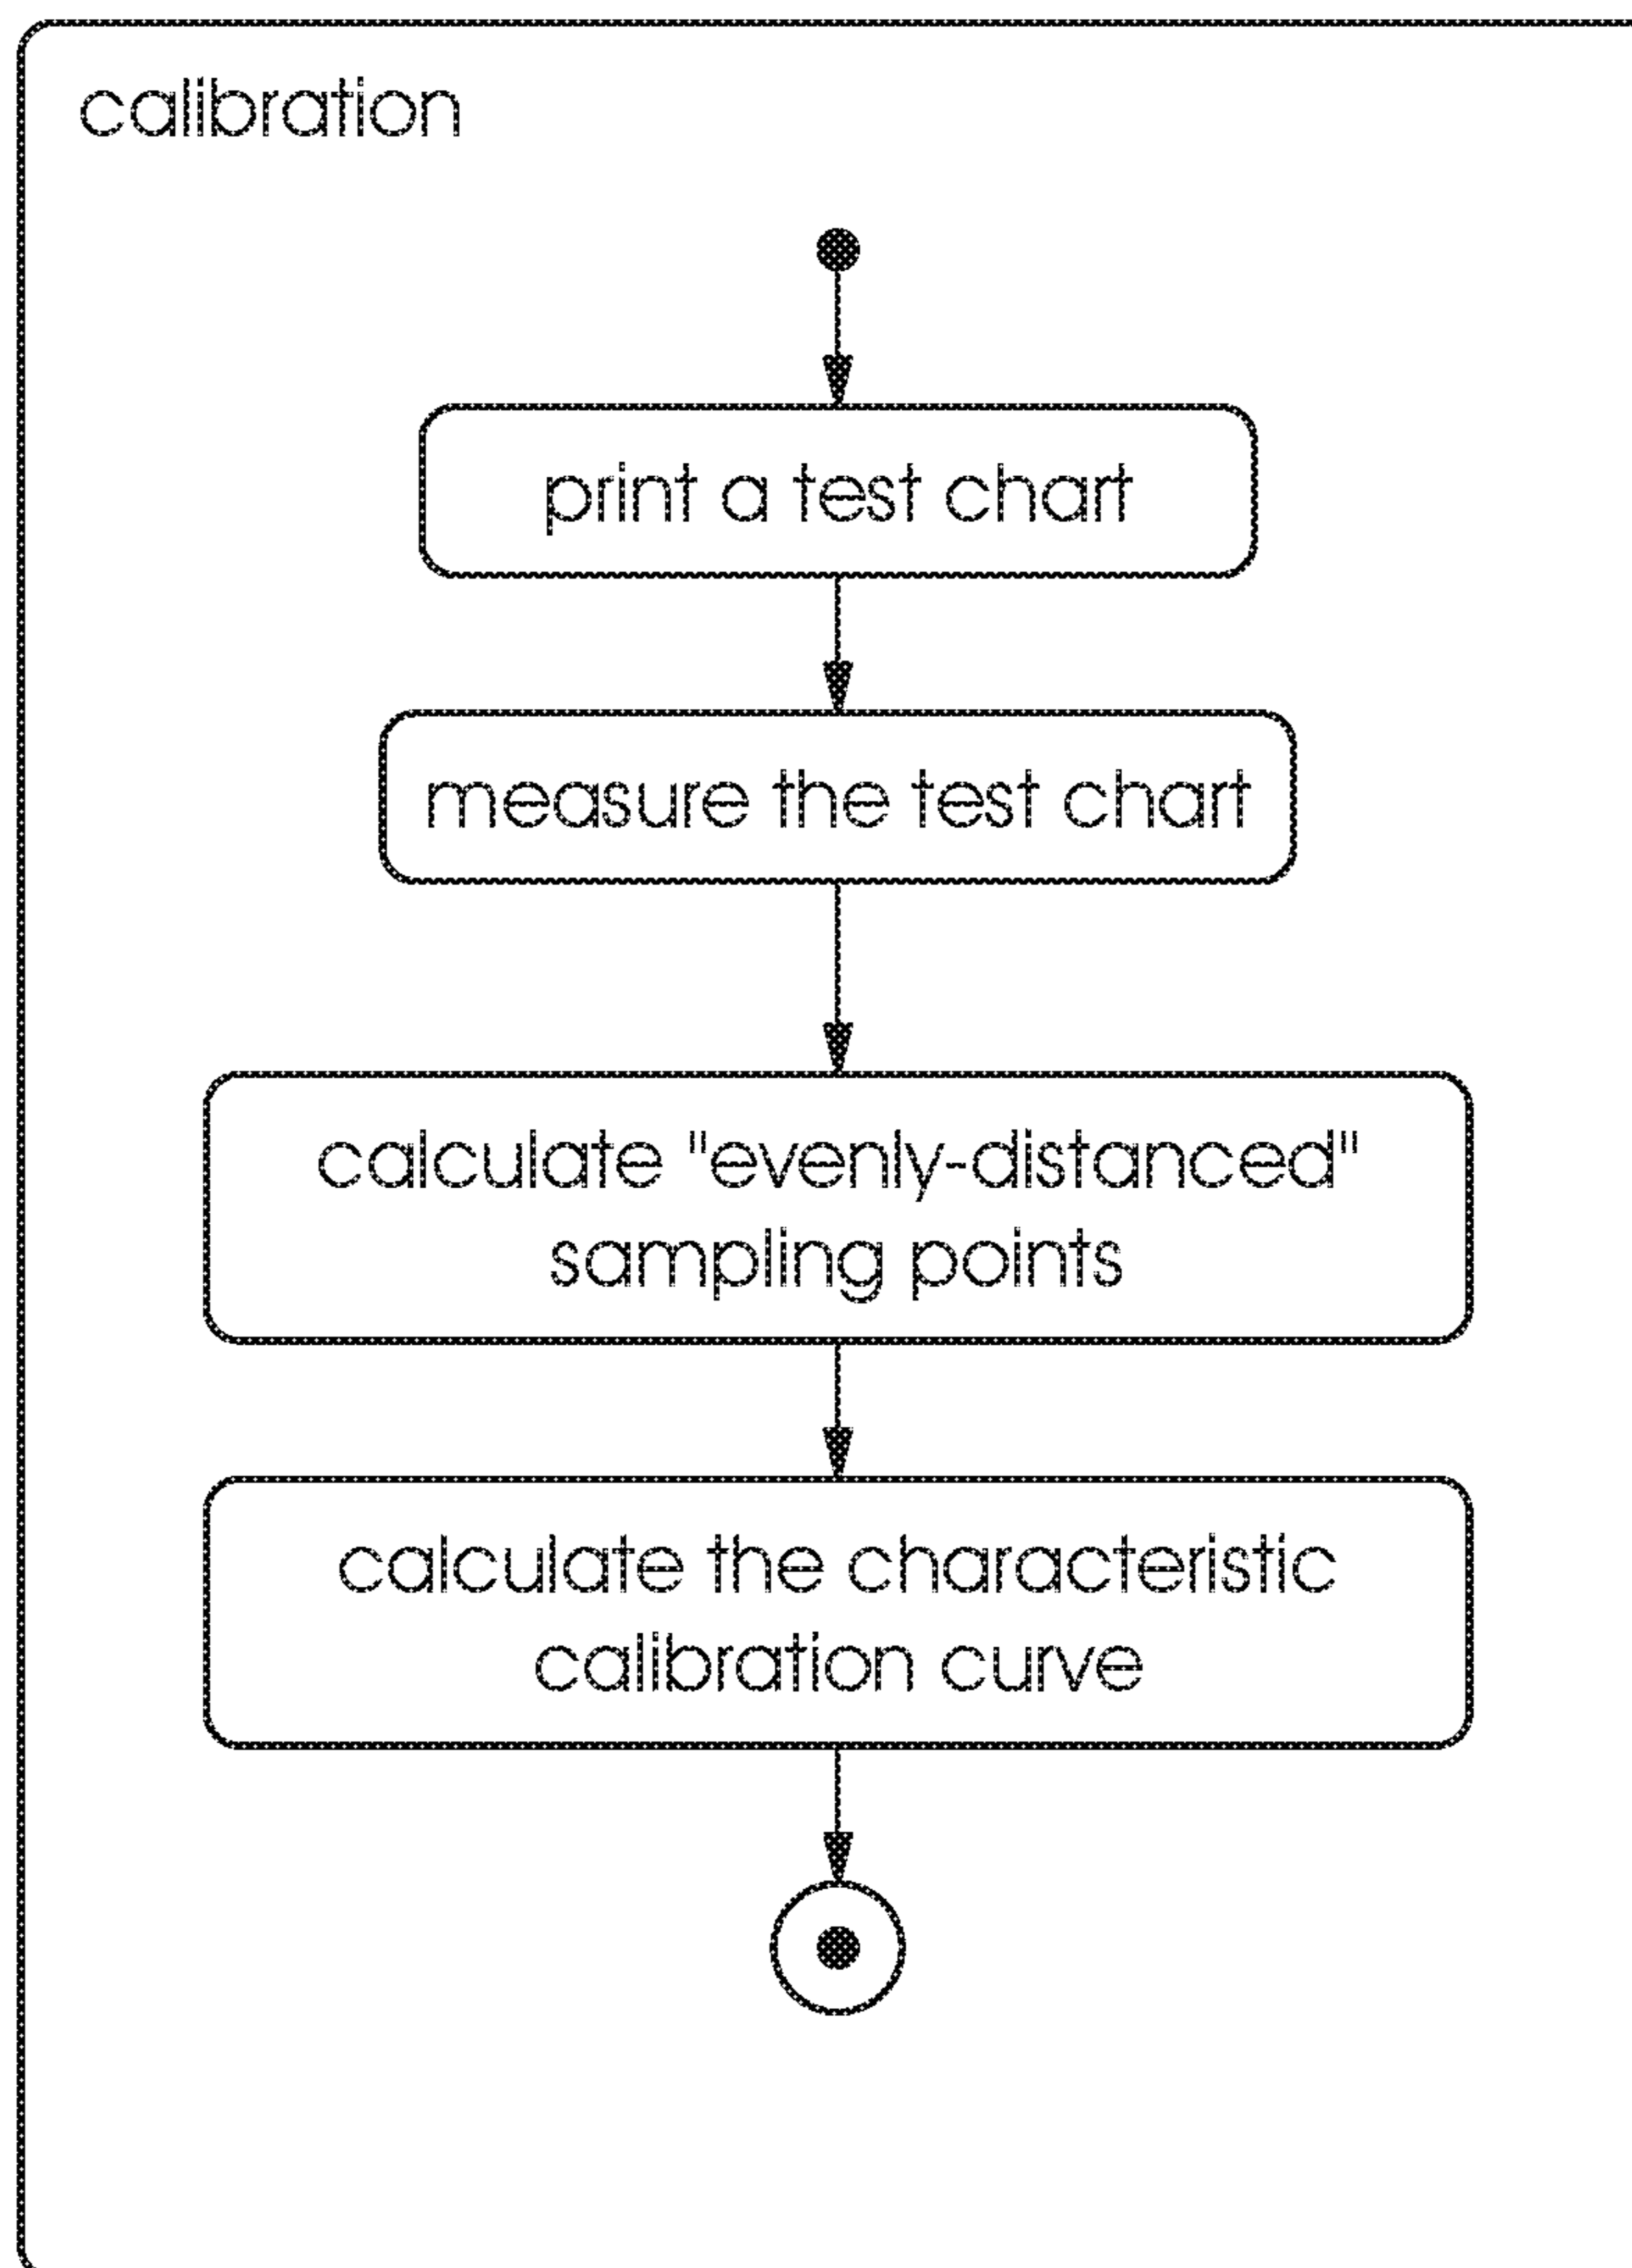 calibration
print a test chart
measure the test chart
calculate "evenly-distanced"
sampling points
calculate the characteristic
calibration curve